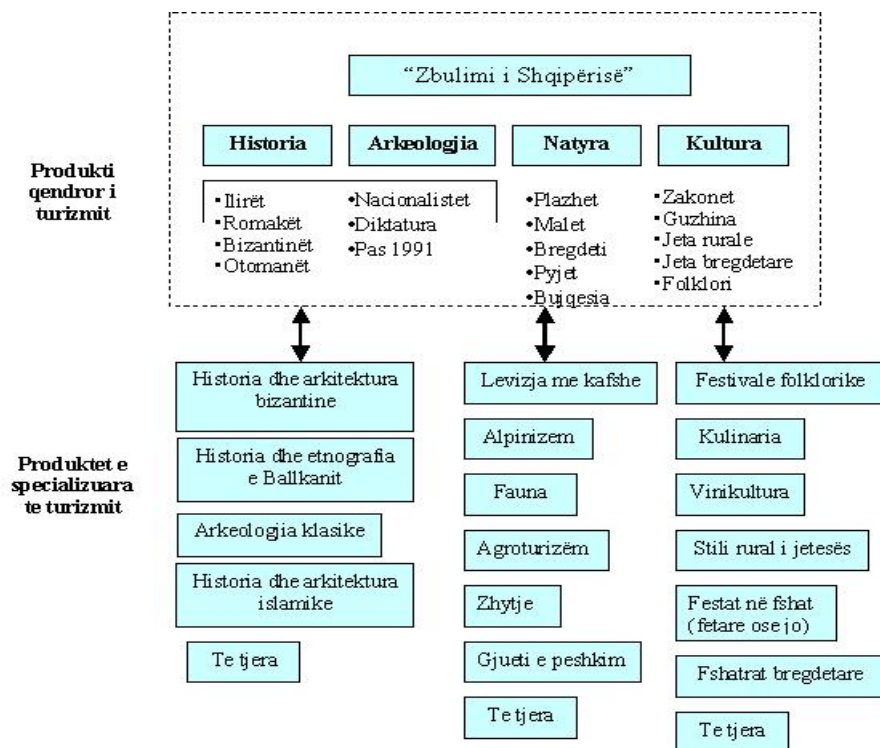 “Zbulimi i Shqipërisë”
Historia
Arkeologjia
Natyra
Kultura
Produkti
qendror i
turizmit
▪Ilirët
▪Romakët
▪Bizantinët
▪Otomanët
•Nacionalistet
•Diktatura
•Pas 1991
•Plazhet
•Malet
•Bregdeti
•Pyjet
•Bujqesia
▪Zakonet
▪Guzhina
▪Jeta rurale
▪Jeta bregdetare
▪Folklori
Produktet e
specializuara
te turizmit
Historia dhe arkitektura
bizantine
Historia dhe etnografia
e Ballkanit
Arkeologjia klasike
Historia dhe arkitektura
islamike
Te tjera
Levizja me kafshe
Alpinizem
Fauna
Agroturizëm
Zhytje
Gjueti e peshkim
Te tjera
Festivale folklorike
Kulinaria
Vinikultura
Stili rural i jetesës
Festat në fshat
(fetare ose jo)
Fshatrat bregdetare
Te tjera